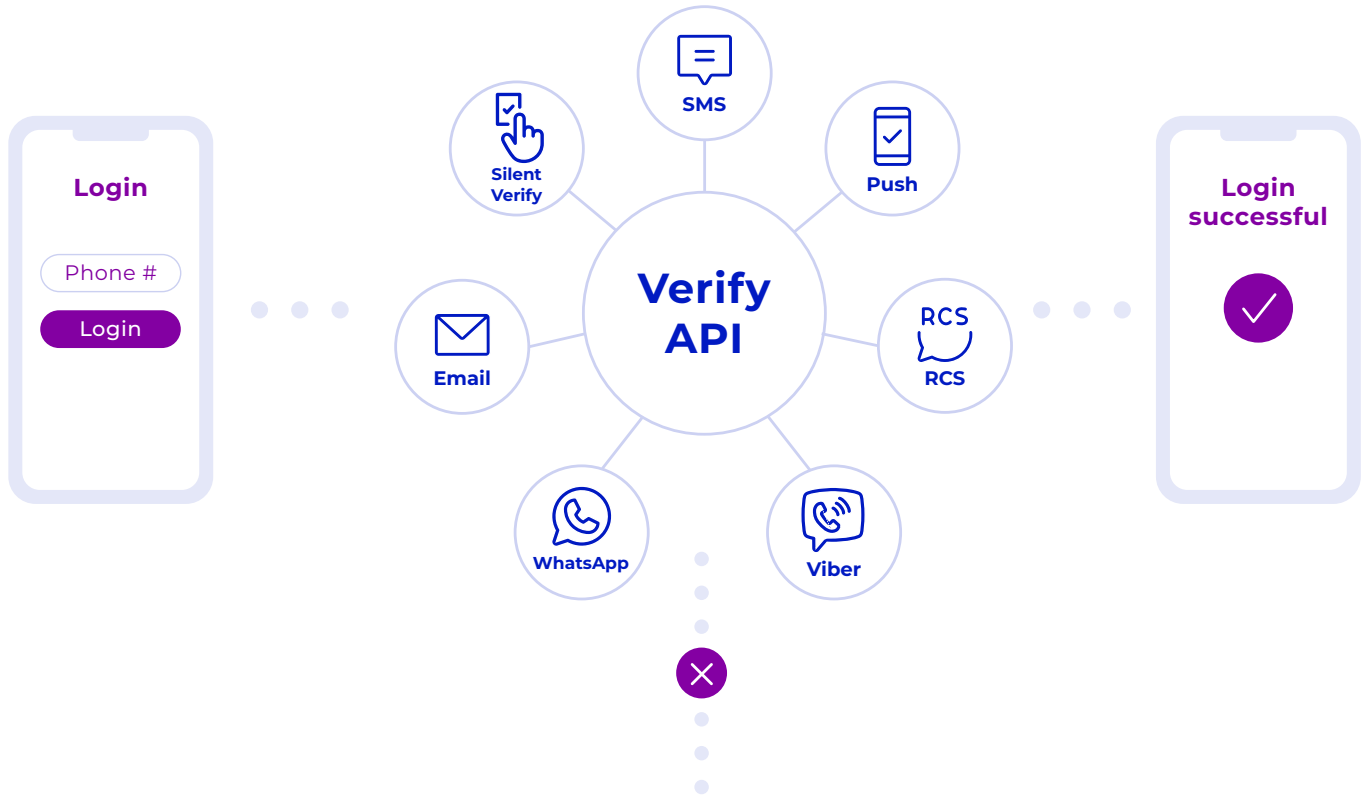 Login
Phone #
Login
SMS
Silent
Verify
Push
Verify
API
Email
RCS
RCS
WhatsApp
Viber
Login
successful